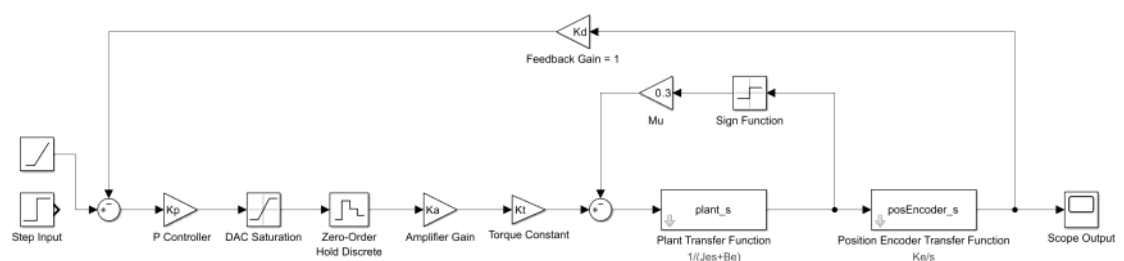 Kd
Feedback Gain = 1
0.3
Mu
Sign Function
Step Input
Kp
P Controller
DAC Saturation
Zero-Order
Hold Discrete
Ka
Amplifier Gain
Kt
Torque Constant
plant_s
Plant Transfer Function
1/(Jes+Be)
posEncoder_s
Position Encoder Transfer Function
Ke/s
Scope Output